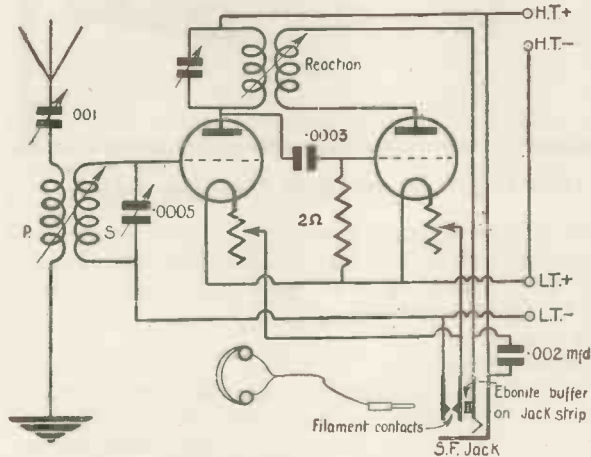 H.T.+
H.T.-
Reaction
.001
.0003
P.
S
.0005
2Ω
L.T.+
L.T.-
.002 mfd
Ebonite buffer
on Jack strip
Filament contacts
S.F. Jack